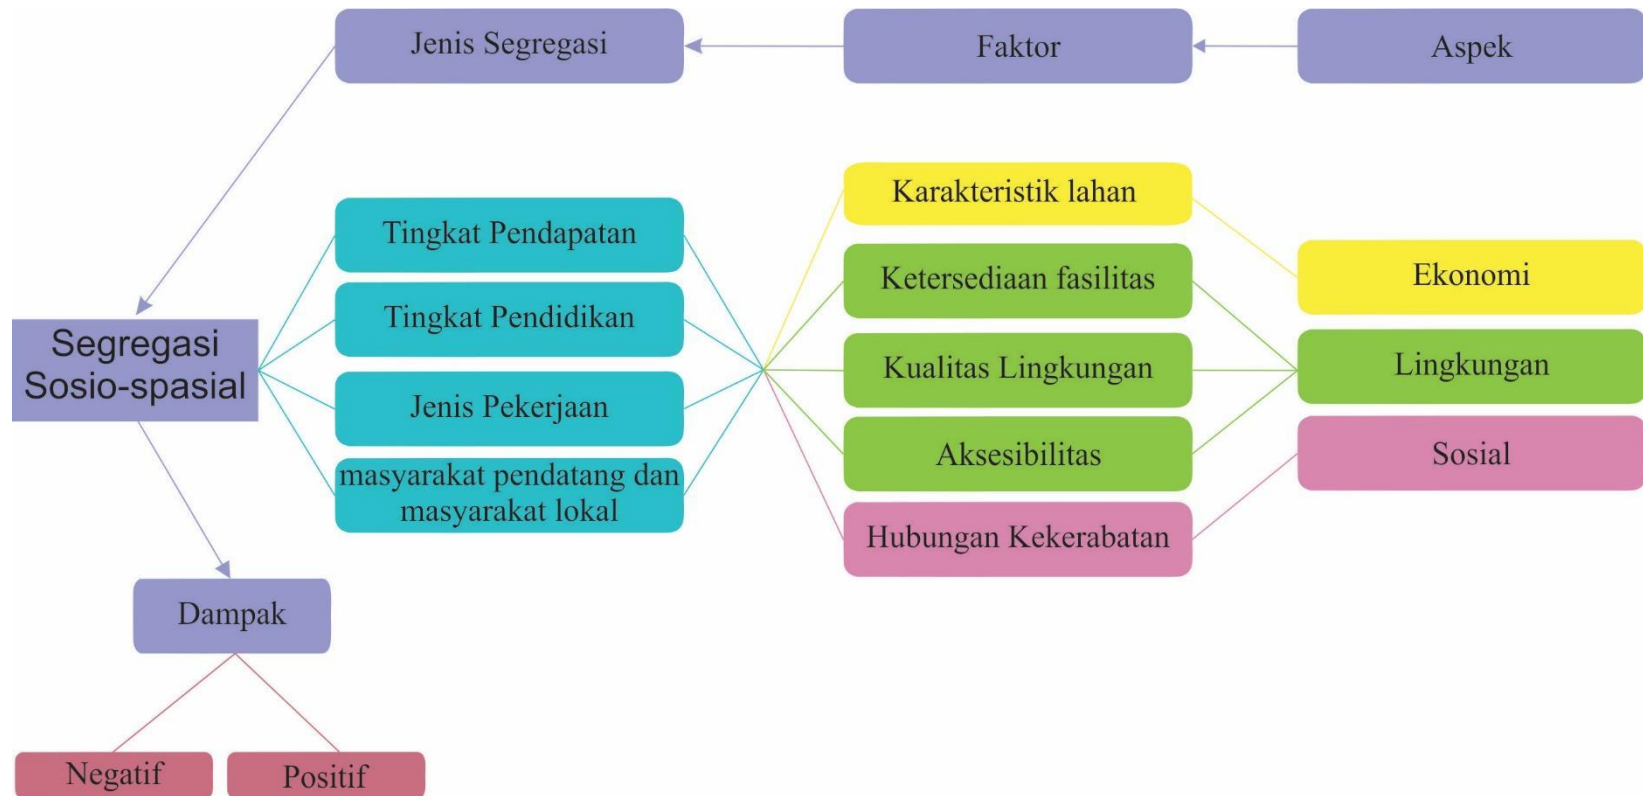 Jenis Segregasi
Faktor
Aspek
Karakteristik lahan
Tingkat Pendapatan
Ketersediaan fasilitas
Ekonomi
Tingkat Pendidikan
Segregasi
Sosio-spasial
Kualitas Lingkungan
Lingkungan
Jenis Pekerjaan
Aksesibilitas
Sosial
masyarakat pendatang dan
masyarakat lokal
Hubungan Kekerabatan
Dampak
Negatif
Positif